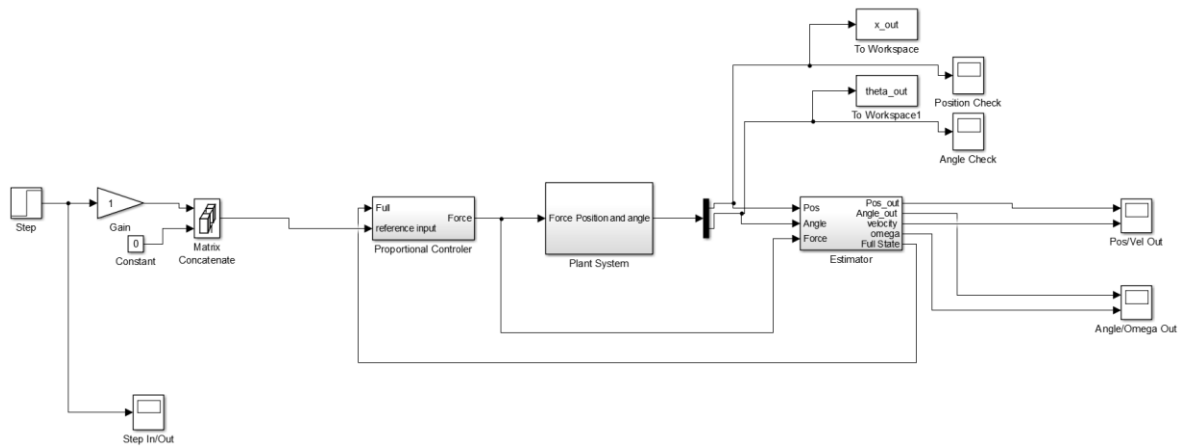 x_out
To Workspace
theta_out
To Workspace1
Position Check
Angle Check
Step
1
Gain
0
Constant
Matrix
Concatenate
Full
reference input
Force
Proportional Controler
Force Position and angle
Plant System
Pos
Angle
Force
Pos_out
Angle_out
velocity
omega
Full State
Estimator
Pos/Vel Out
Angle/Omega Out
Step In/Out